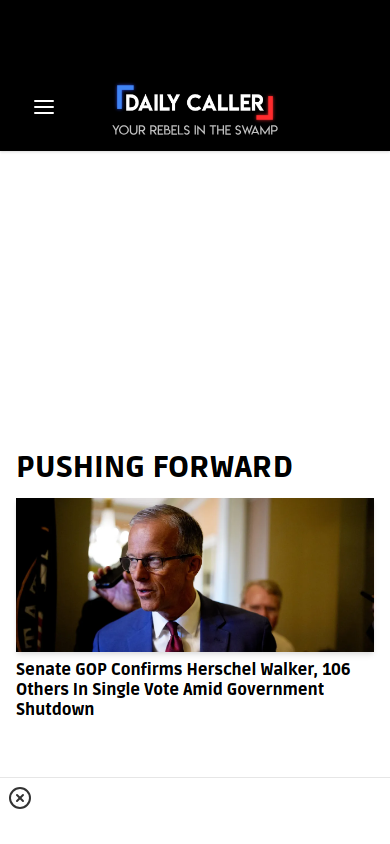 DAILY CALLER
YOUR REBELS IN THE SWAMP
PUSHING FORWARD
Senate GOP Confirms Herschel Walker, 106
Others In Single Vote Amid Government
Shutdown